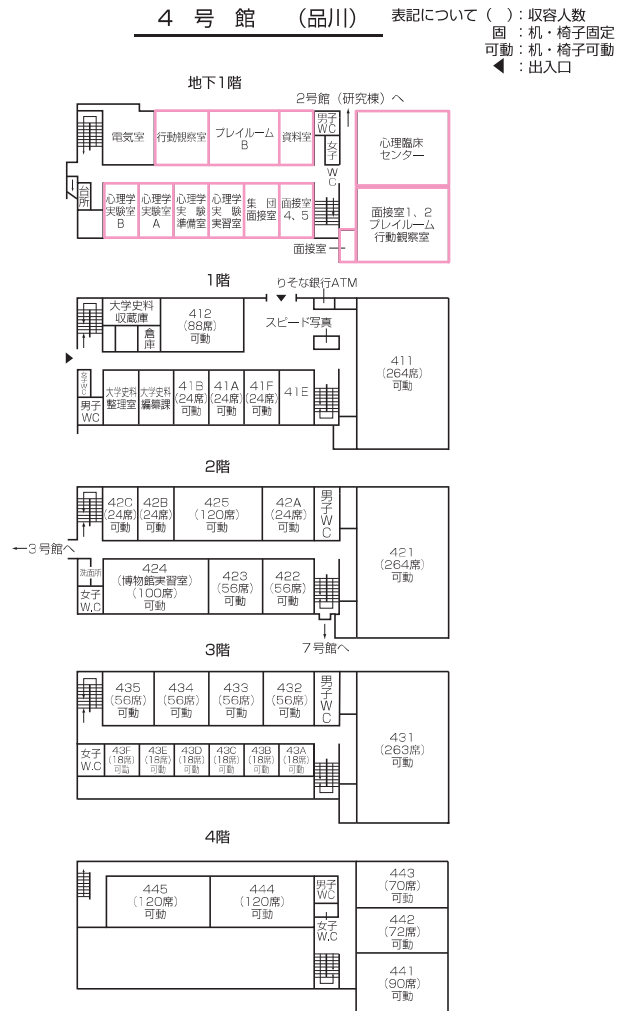 4 号 館 （品川）
表記について（ ）：収容人数
固 ：机・椅子固定
可動：机・椅子可動
◀ ：出入口
地下1階
2号館（研究棟）へ
電気室
行動観察室
プレイルーム
B
資料室
男子
WC
女子
WC
心理臨床
センター
台所
心理学
実験室
B
心理学
実験室
A
心理学
実 験
準備室
心理学
実 験
実習室
集 団
面接室
面接室
4、5
面接室1、2
プレイルーム
行動観察室
面接室
1階
りそな銀行ATM
大学史料
収蔵庫
倉庫
412
（88席）
可動
スピード写真
411
（264席）
可動
女子WC
男子
WC
大学史料
整理室
大学史料
編纂課
41B
（24席）
可動
41A
（24席）
可動
41F
（24席）
可動
41E
2階
42C
（24席）
可動
42B
（24席）
可動
425
（120席）
可動
42A
（24席）
可動
男子WC
421
（264席）
可動
←3号館へ
洗面所
女子
W.C
424
（博物館実習室）
（100席）
可動
423
（56席）
可動
422
（56席）
可動
7号館へ
3階
435
（56席）
可動
434
（56席）
可動
433
（56席）
可動
432
（56席）
可動
男子WC
431
（263席）
可動
女子
W.C
43F
（18席）
可動
43E
（18席）
可動
43D
（18席）
可動
43C
（18席）
可動
43B
（18席）
可動
43A
（18席）
可動
4階
445
（120席）
可動
444
（120席）
可動
男子
WC
女子
W.C
443
（70席）
可動
442
（72席）
可動
441
（90席）
可動